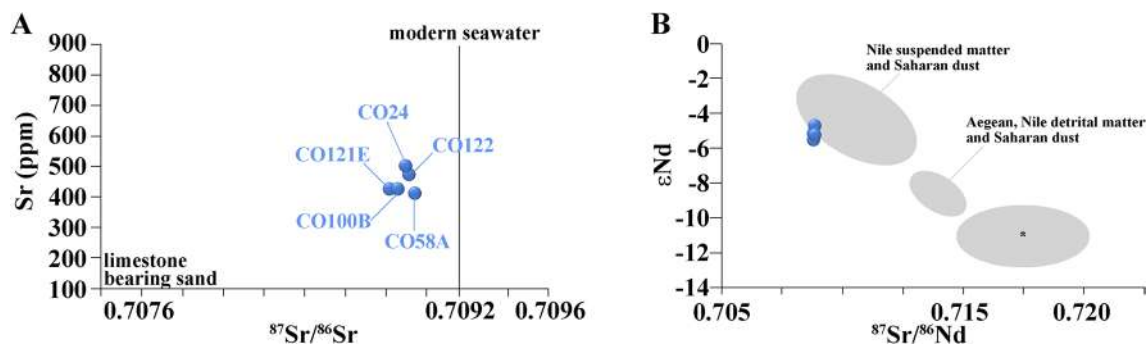 A
900
800
700
600
500
400
300
200
100
Sr (ppm)
modern seawater
CO24
CO122
CO121E
CO100B
CO58A
limestone
bearing sand
0.7076
0.7092
0.7096
⁸⁷Sr/⁸⁶Sr
B
0
-2
-4
-6
-8
-10
-12
-14
εNd
Nile suspended matter
and Saharan dust
Aegean, Nile detrital matter
and Saharan dust
*
0.705
0.715
0.720
⁸⁷Sr/⁸⁶Nd